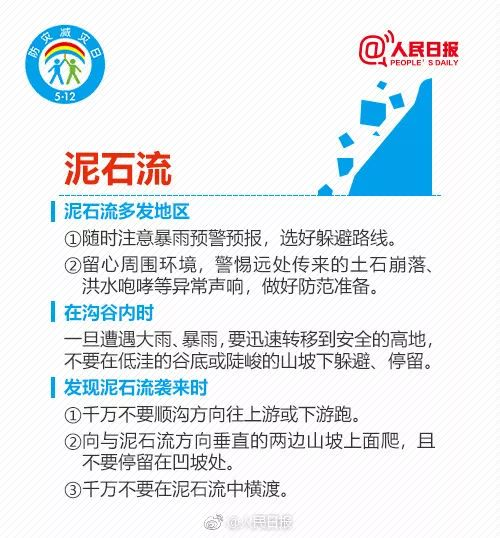 防灾减灾日
5-12
@人民日报
PEOPLE'S DAILY
泥石流
泥石流多发地区
①随时注意暴雨预警预报，选好躲避路线。
②留心周围环境，警惕远处传来的土石崩落、
洪水咆哮等异常声响，做好防范准备。
在沟谷内时
一旦遭遇大雨、暴雨，要迅速转移到安全的高地，
不要在低洼的谷底或陡峻的山坡下躲避、停留。
发现泥石流袭来时
①千万不要顺沟方向往上游或下游跑。
②向与泥石流方向垂直的两边山坡上面爬，且
不要停留在凹坡处。
③千万不要在泥石流中横渡。
@人民日报